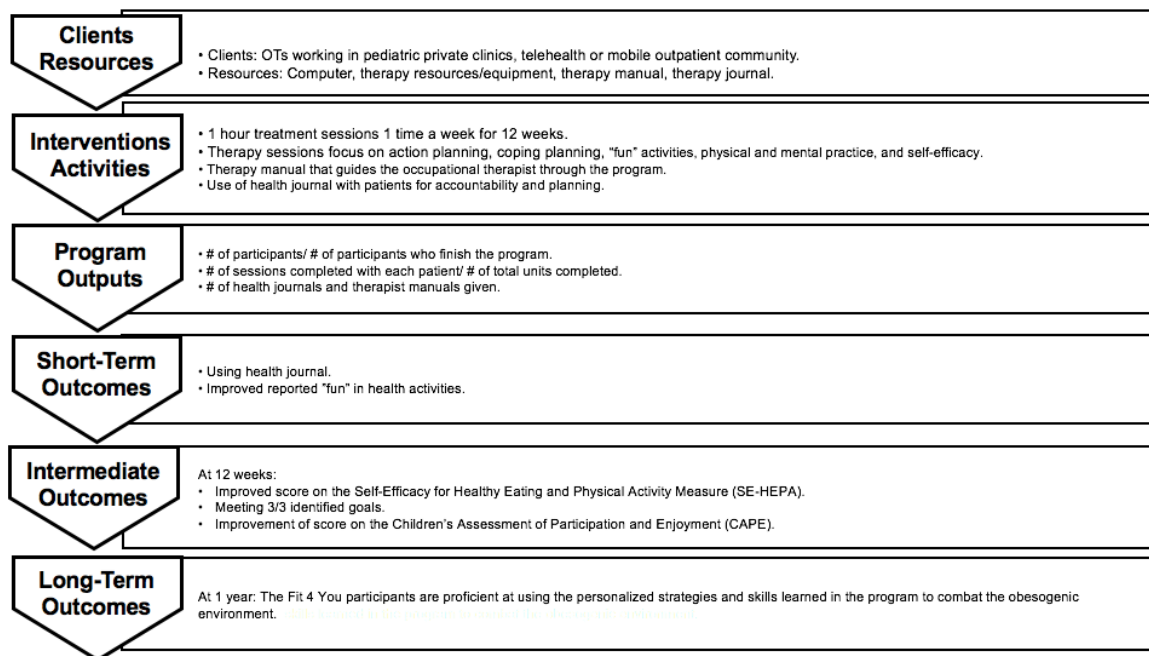 Clients
Resources
• Clients: OTs working in pediatric private clinics, telehealth or mobile outpatient community.
• Resources: Computer, therapy resources/equipment, therapy manual, therapy journal.
Interventions
Activities
• 1 hour treatment sessions 1 time a week for 12 weeks.
• Therapy sessions focus on action planning, coping planning, "fun" activities, physical and mental practice, and self-efficacy.
• Therapy manual that guides the occupational therapist through the program.
• Use of health journal with patients for accountability and planning.
Program
Outputs
• # of participants/ # of participants who finish the program.
• # of sessions completed with each patient/ # of total units completed.
• # of health journals and therapist manuals given.
Short-Term
Outcomes
• Using health journal.
• Improved reported "fun" in health activities.
Intermediate
Outcomes
At 12 weeks:
• Improved score on the Self-Efficacy for Healthy Eating and Physical Activity Measure (SE-HEPA).
• Meeting 3/3 identified goals.
• Improvement of score on the Children's Assessment of Participation and Enjoyment (CAPE).
Long-Term
Outcomes
At 1 year: The Fit 4 You participants are proficient at using the personalized strategies and skills learned in the program to combat the obesogenic
environment.